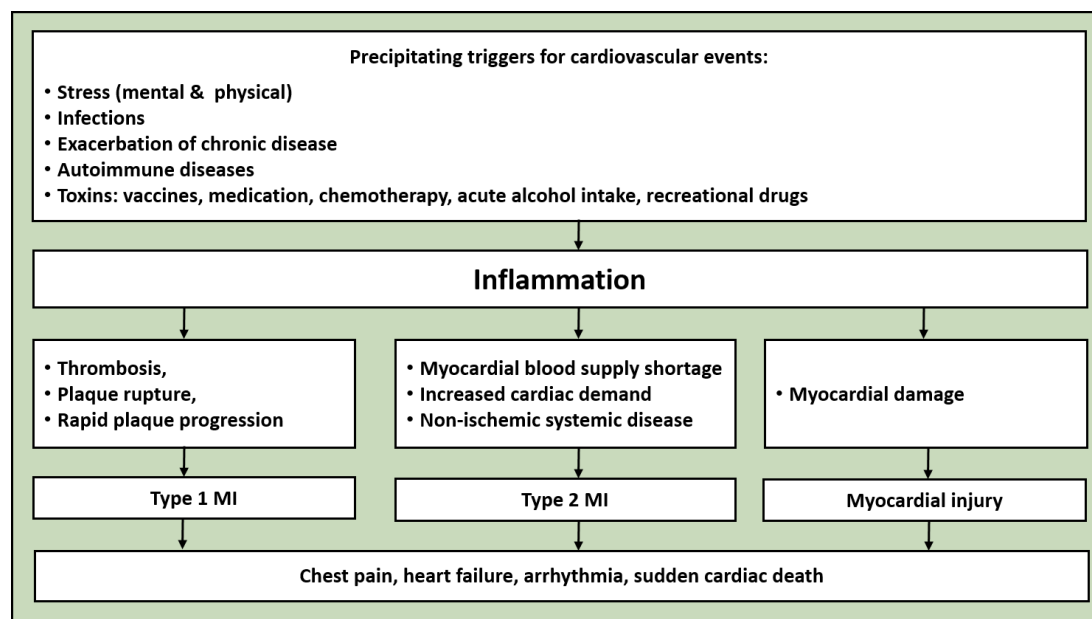 Precipitating triggers for cardiovascular events:
• Stress (mental & physical)
• Infections
• Exacerbation of chronic disease
• Autoimmune diseases
• Toxins: vaccines, medication, chemotherapy, acute alcohol intake, recreational drugs
Inflammation
• Thrombosis,
• Plaque rupture,
• Rapid plaque progression
• Myocardial blood supply shortage
• Increased cardiac demand
• Non-ischemic systemic disease
• Myocardial damage
Type 1 MI
Type 2 MI
Myocardial injury
Chest pain, heart failure, arrhythmia, sudden cardiac death